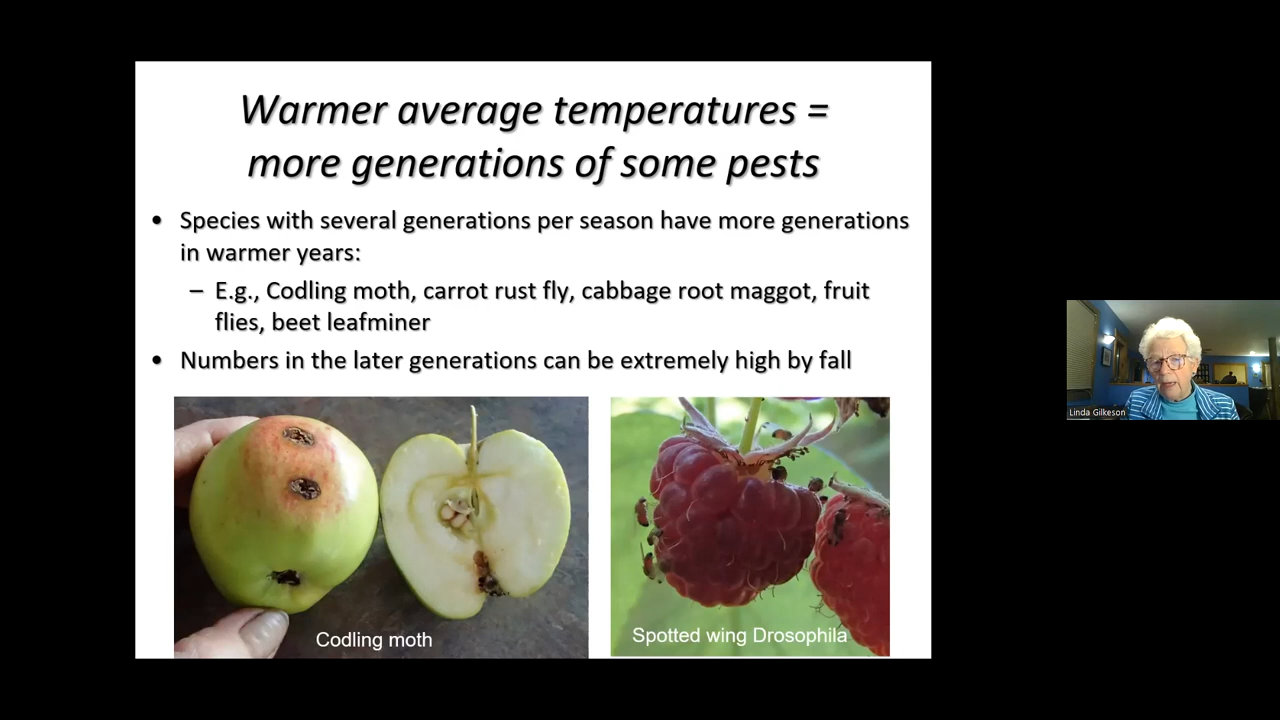 Warmer average temperatures =
more generations of some pests
• Species with several generations per season have more generations
in warmer years:
– E.g., Codling moth, carrot rust fly, cabbage root maggot, fruit
flies, beet leafminer
• Numbers in the later generations can be extremely high by fall
Codling moth
Spotted wing Drosophila
Linda Gilkeson